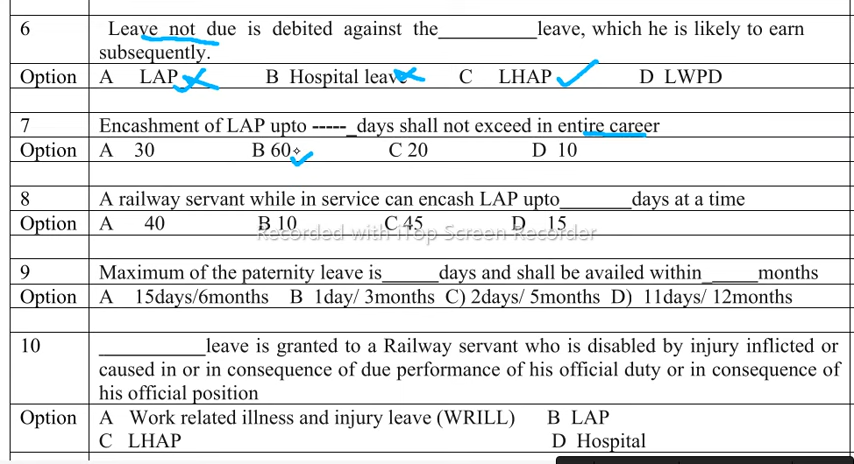 6 Leave not due is debited against the__________leave, which he is likely to earn
subsequently.
Option A LAP B Hospital leave C LHAP D LWPD
7 Encashment of LAP upto -----_days shall not exceed in entire career
Option A 30 B 60 C 20 D 10
8 A railway servant while in service can encash LAP upto_______days at a time
Option A 40 B 10 C 45 D 15
Recorded with iTop Screen Recorder
9 Maximum of the paternity leave is______days and shall be availed within______months
Option A 15days/6months B 1day/ 3months C) 2days/ 5months D) 11days/ 12months
10 ___________leave is granted to a Railway servant who is disabled by injury inflicted or
caused in or in consequence of due performance of his official duty or in consequence of
his official position
Option A Work related illness and injury leave (WRILL) B LAP
C LHAP D Hospital